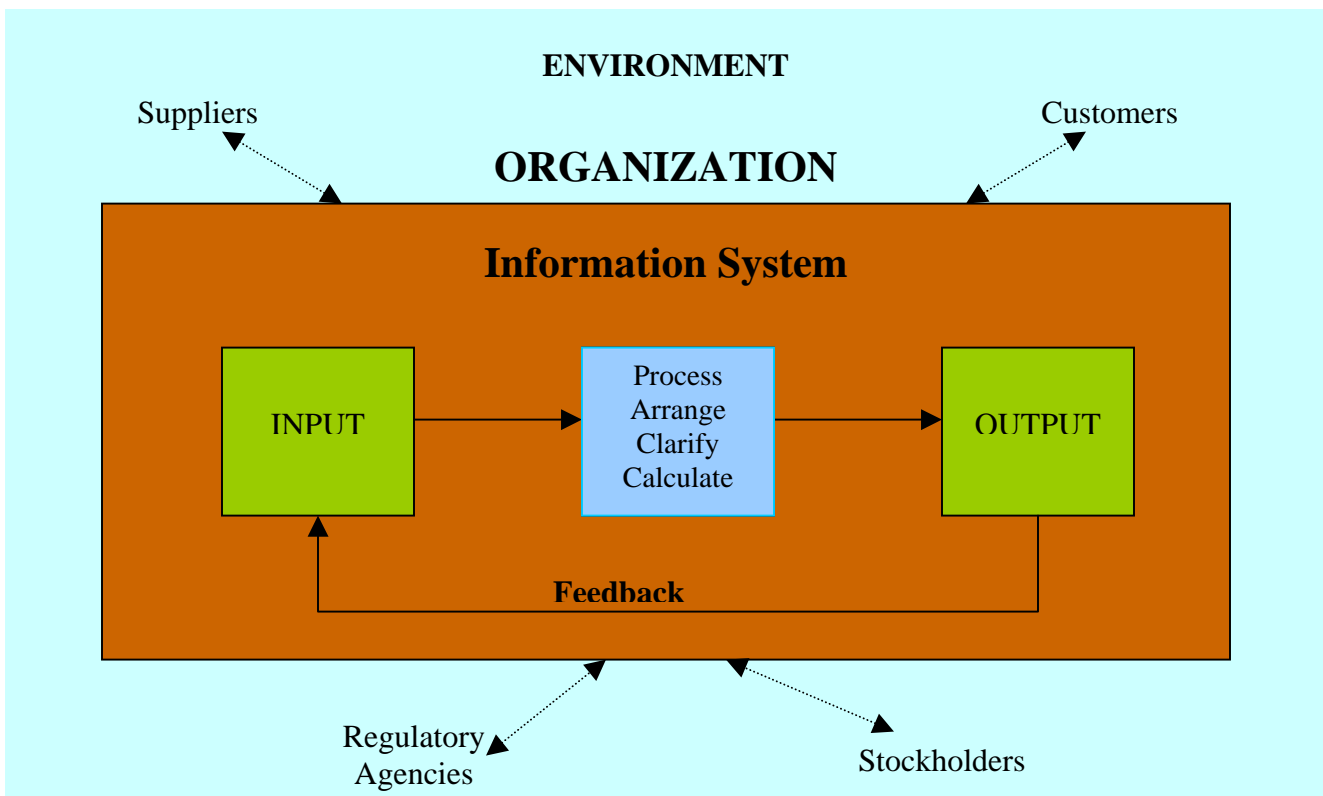 ENVIRONMENT
Suppliers
Customers
ORGANIZATION
Information System
INPUT
Process
Arrange
Clarify
Calculate
OUTPUT
Feedback
Regulatory
Agencies
Stockholders